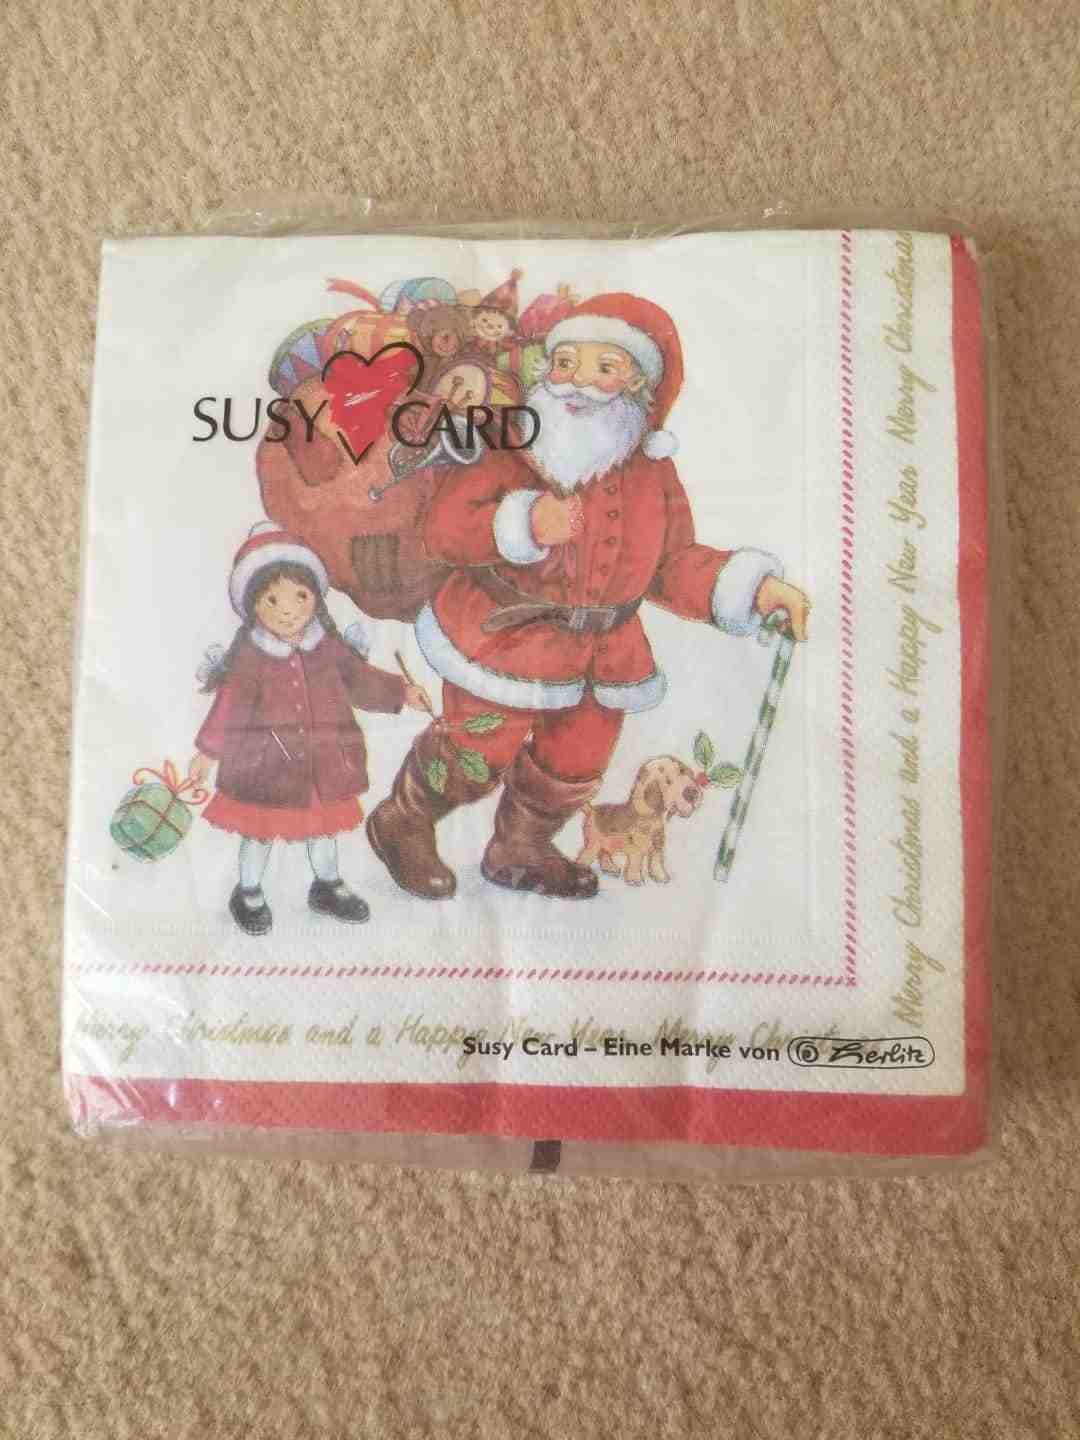 SUSY CARD
Merry Christmas and a Happy New Year Merry Christmas
Merry Christmas and a Happy New Year Merry Christ
Susy Card – Eine Marke von Herlitz